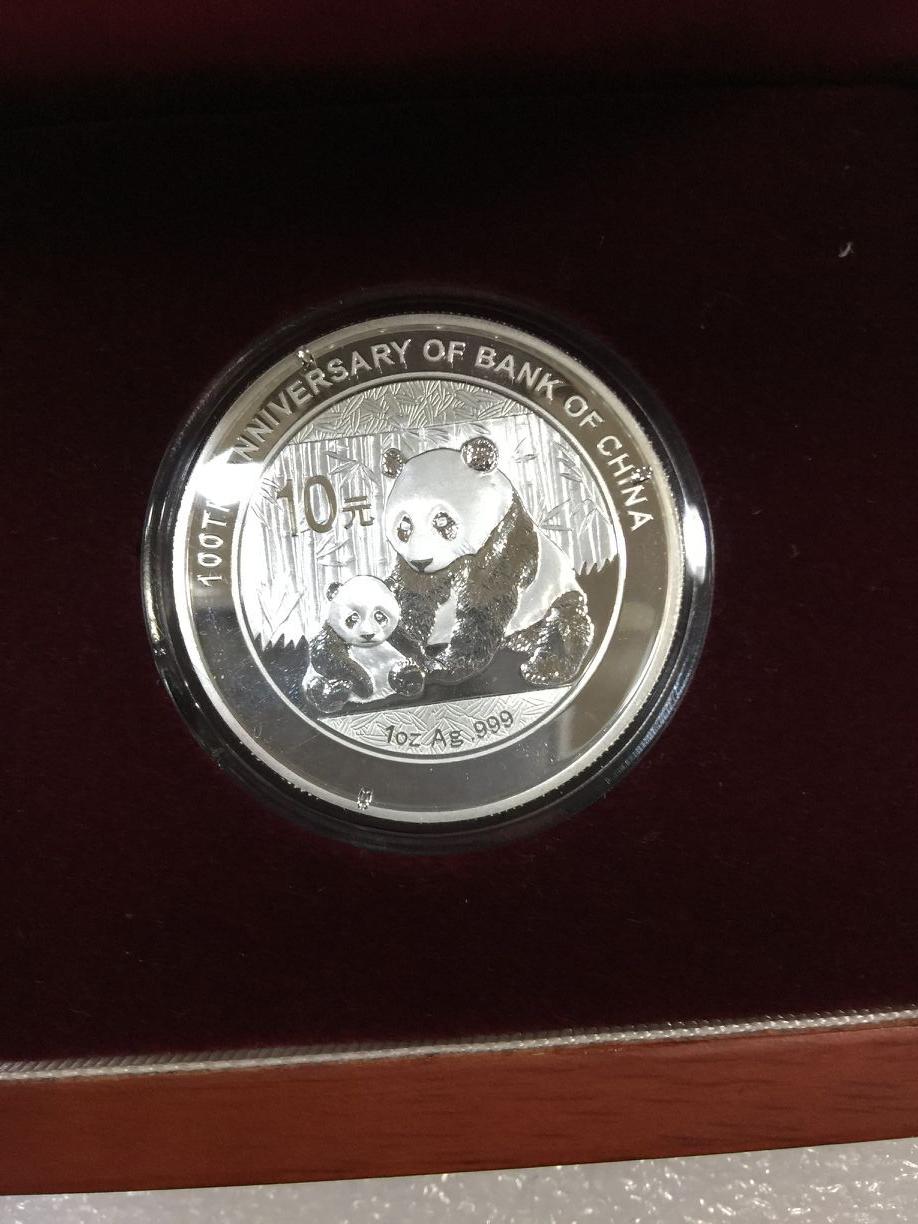 100TH ANNIVERSARY OF BANK OF CHINA
10元
1oz Ag .999